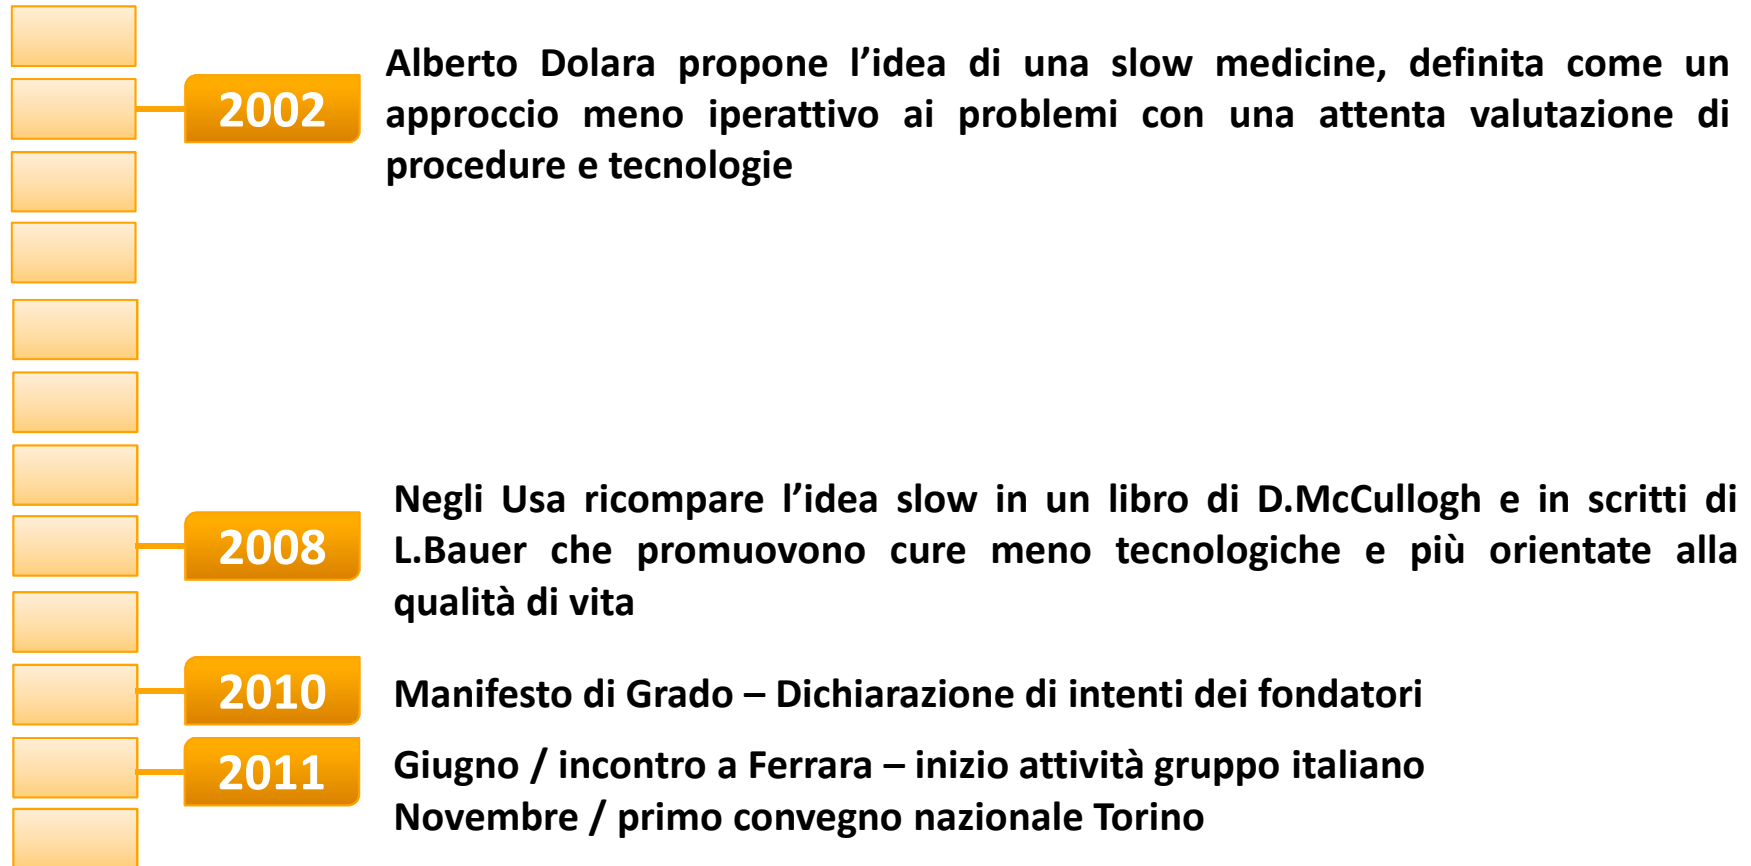 2002
Alberto Dolara propone l’idea di una slow medicine, definita come un
approccio meno iperattivo ai problemi con una attenta valutazione di
procedure e tecnologie
2008
Negli Usa ricompare l’idea slow in un libro di D.McCullogh e in scritti di
L.Bauer che promuovono cure meno tecnologiche e più orientate alla
qualità di vita
2010
Manifesto di Grado – Dichiarazione di intenti dei fondatori
2011
Giugno / incontro a Ferrara – inizio attività gruppo italiano
Novembre / primo convegno nazionale Torino